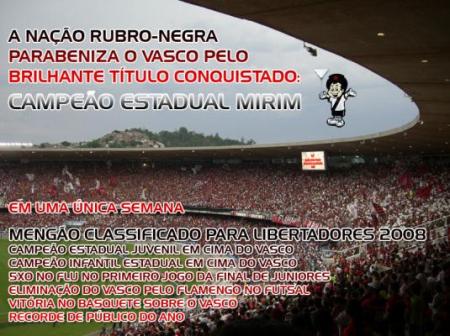 A NAÇÃO RUBRO-NEGRA
PARABENIZA O VASCO PELO
BRILHANTE TÍTULO CONQUISTADO:
CAMPEÃO ESTADUAL MIRIM
EM UMA ÚNICA SEMANA
MENGÃO CLASSIFICADO PARA LIBERTADORES 2008
CAMPEÃO ESTADUAL JUVENIL EM CIMA DO VASCO
CAMPEÃO INFANTIL ESTADUAL EM CIMA DO VASCO
5X0 NO FLU NO PRIMEIRO JOGO DA FINAL DE JUNIORES
ELIMINAÇÃO DO VASCO PELO FLAMENGO NO FUTSAL
VITÓRIA NO BASQUETE SOBRE O VASCO
RECORDE DE PÚBLICO DO ANO